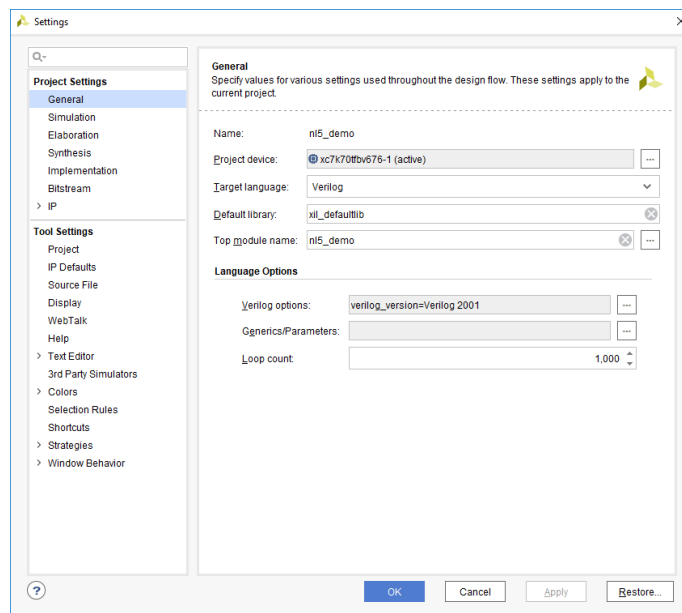 Settings
Project Settings
General
Simulation
Elaboration
Synthesis
Implementation
Bitstream
IP
Tool Settings
Project
IP Defaults
Source File
Display
WebTalk
Help
Text Editor
3rd Party Simulators
Colors
Selection Rules
Shortcuts
Strategies
Window Behavior
General
Specify values for various settings used throughout the design flow. These settings apply to the
current project.
Name: nl5_demo
Project device: xc7k70tfbv676-1 (active)
Target language: Verilog
Default library: xil_defaultlib
Top module name: nl5_demo
Language Options
Verilog options: verilog_version=Verilog 2001
Generics/Parameters:
Loop count: 1,000
? OK Cancel Apply Restore...